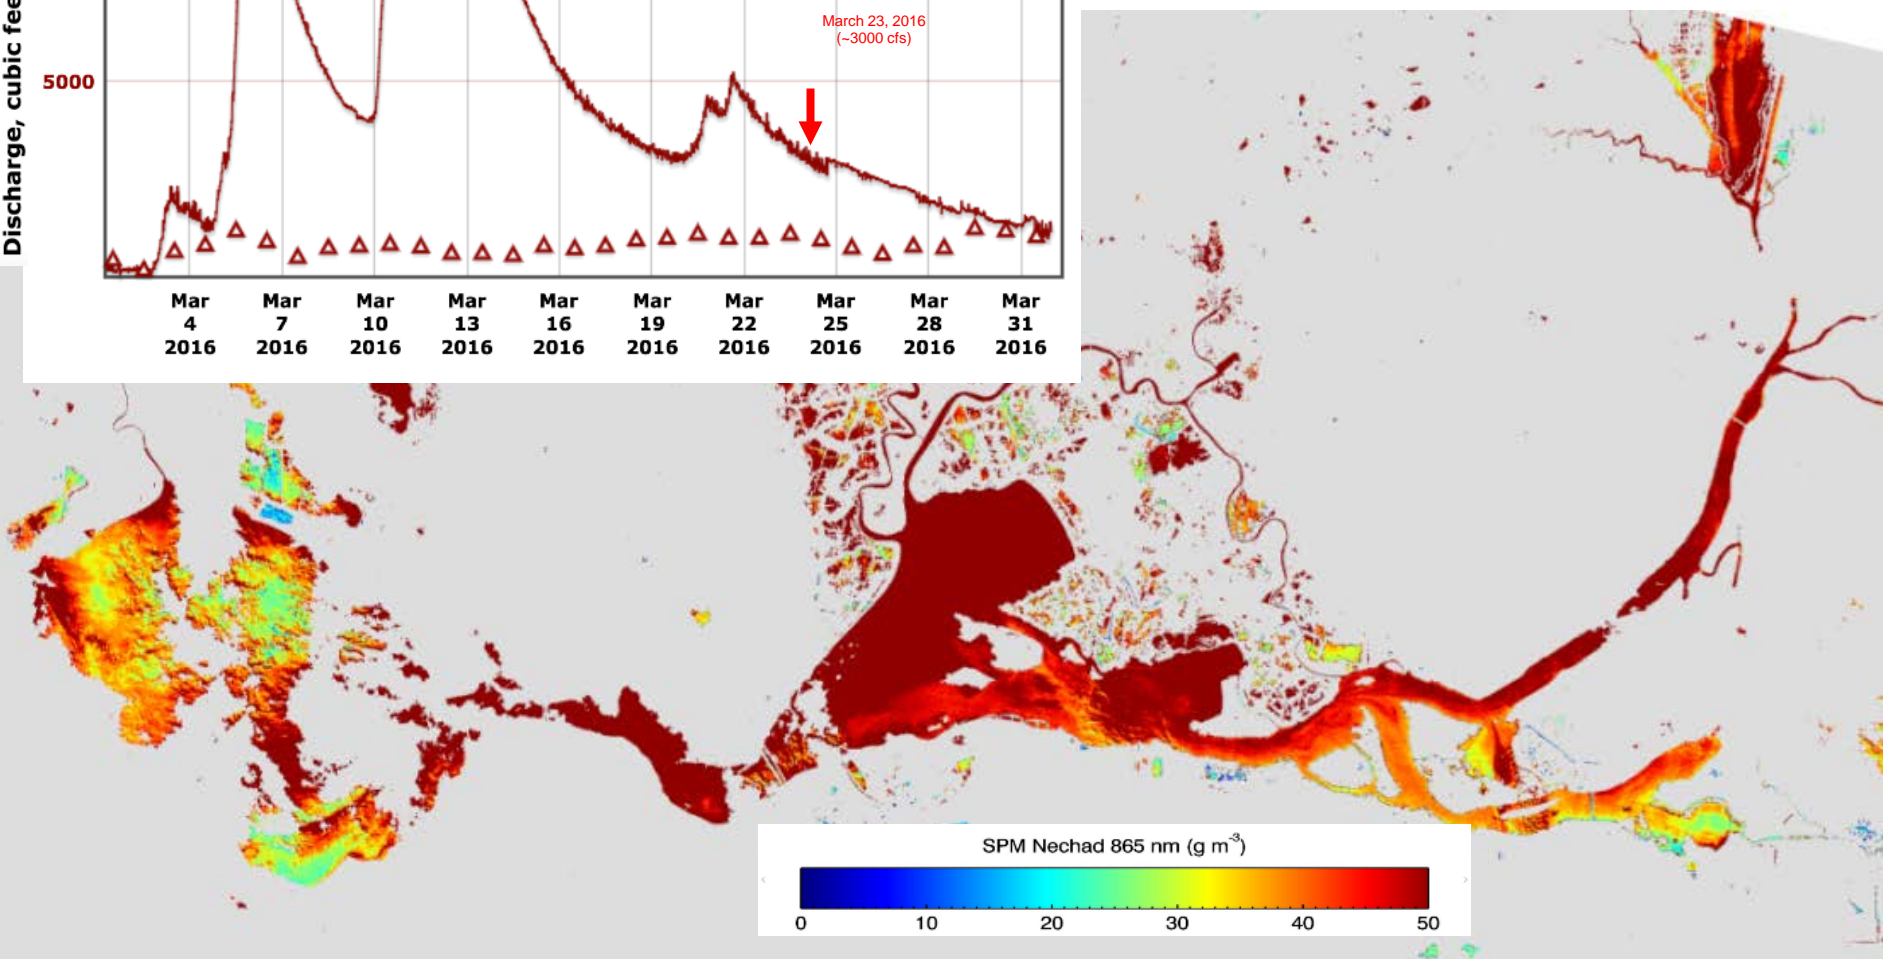 Discharge, cubic fee
5000
March 23, 2016
(~3000 cfs)
Mar Mar Mar Mar Mar Mar Mar Mar Mar Mar
4 7 10 13 16 19 22 25 28 31
2016 2016 2016 2016 2016 2016 2016 2016 2016 2016
SPM Nechad 865 nm (g m⁻³)
0 10 20 30 40 50